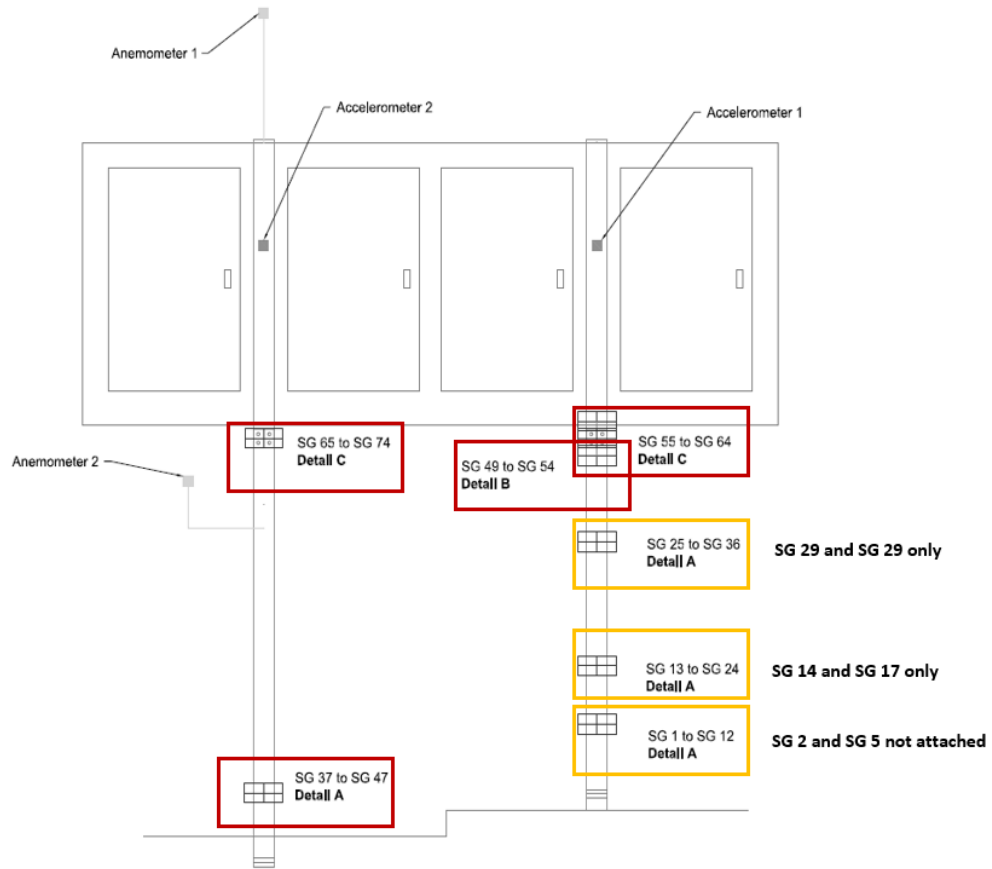 Anemometer 1
Accelerometer 2
Accelerometer 1
SG 65 to SG 74
Detail C
SG 55 to SG 64
Detail C
Anemometer 2
SG 49 to SG 54
Detail B
SG 25 to SG 36
Detail A
SG 29 and SG 29 only
SG 13 to SG 24
Detail A
SG 14 and SG 17 only
SG 1 to SG 12
Detail A
SG 2 and SG 5 not attached
SG 37 to SG 47
Detail A